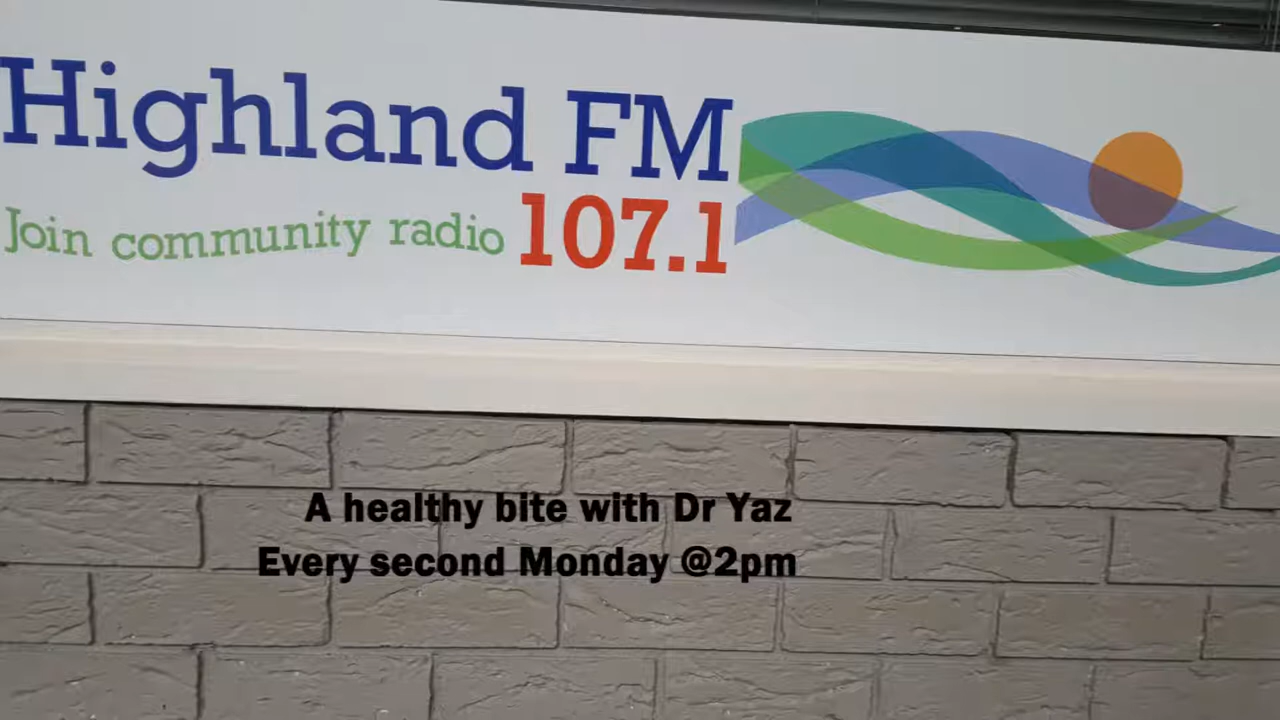 Highland FM
Join community radio 107.1
A healthy bite with Dr Yaz
Every second Monday @2pm